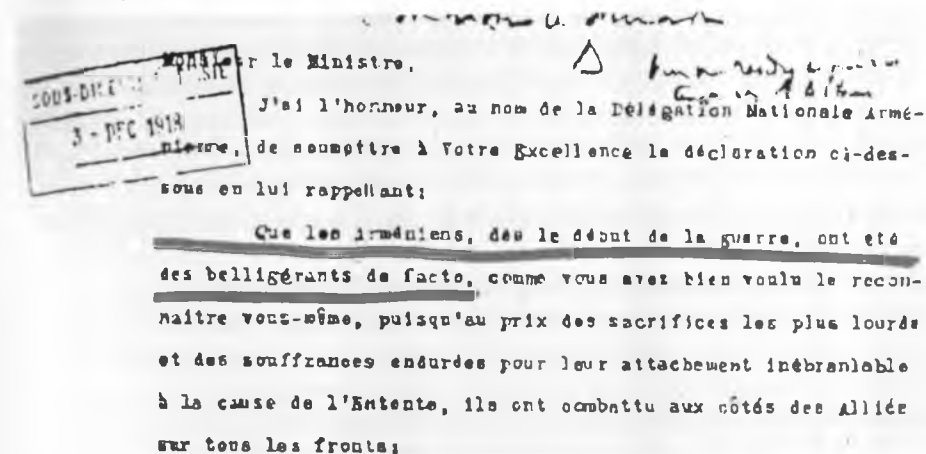 Monsieur le Ministre,
SOUS-DI
3 - DEC 1918
J'ai l'honneur, au nom de la Délégation Nationale Armé-
nienne, de soumettre à Votre Excellence la déclaration ci-des-
sous en lui rappellant:
Que les Arméniens, dès le début de la guerre, ont été
des belligérants de facto, comme vous avez bien voulu le recon-
naître vous-même, puisqu'au prix des sacrifices les plus lourds
et des souffrances endurées pour leur attachement inébranlable
à la cause de l'Entente, ils ont combattu aux côtés des Alliés
sur tous les fronts: